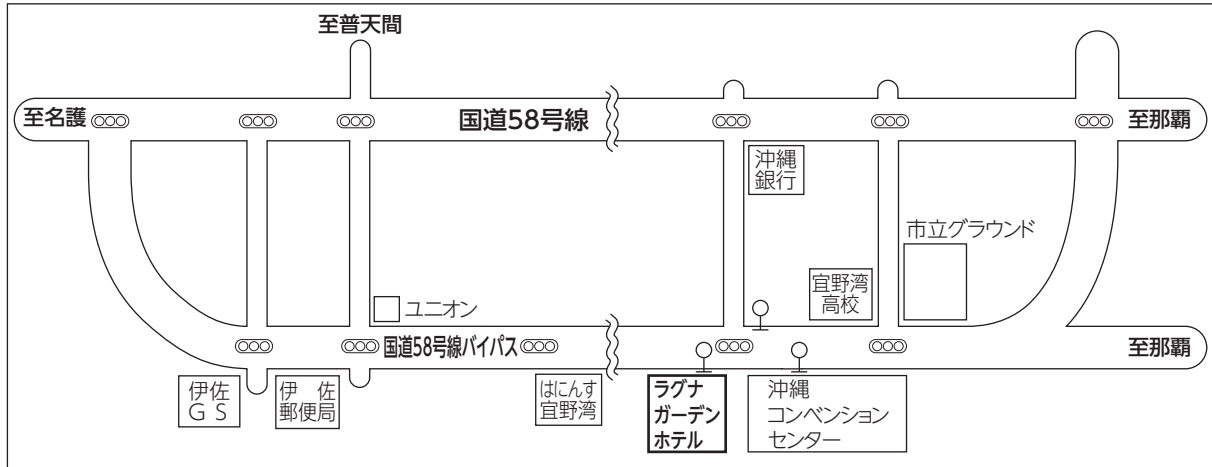 至普天間
至名護
国道58号線
至那覇
沖縄
銀行
市立グラウンド
宜野湾
高校
ユニオン
国道58号線バイパス
至那覇
伊佐
GS
伊佐
郵便局
はにんす
宜野湾
ラグナ
ガーデン
ホテル
沖縄
コンベンション
センター